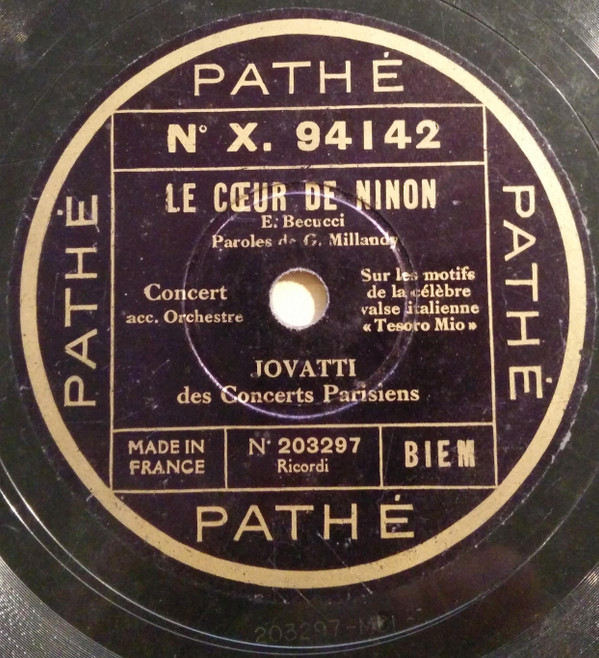 PATHÉ
N° X. 94142
LE CŒUR DE NINON
E. Becucci
Paroles de G. Millandy
Concert
acc. Orchestre
Sur les motifs
de la célèbre
valse italienne
« Tesoro Mio »
JOVATTI
des Concerts Parisiens
MADE IN
FRANCE
N° 203297
Ricordi
BIEM
PATHÉ
PATHÉ
PATHÉ